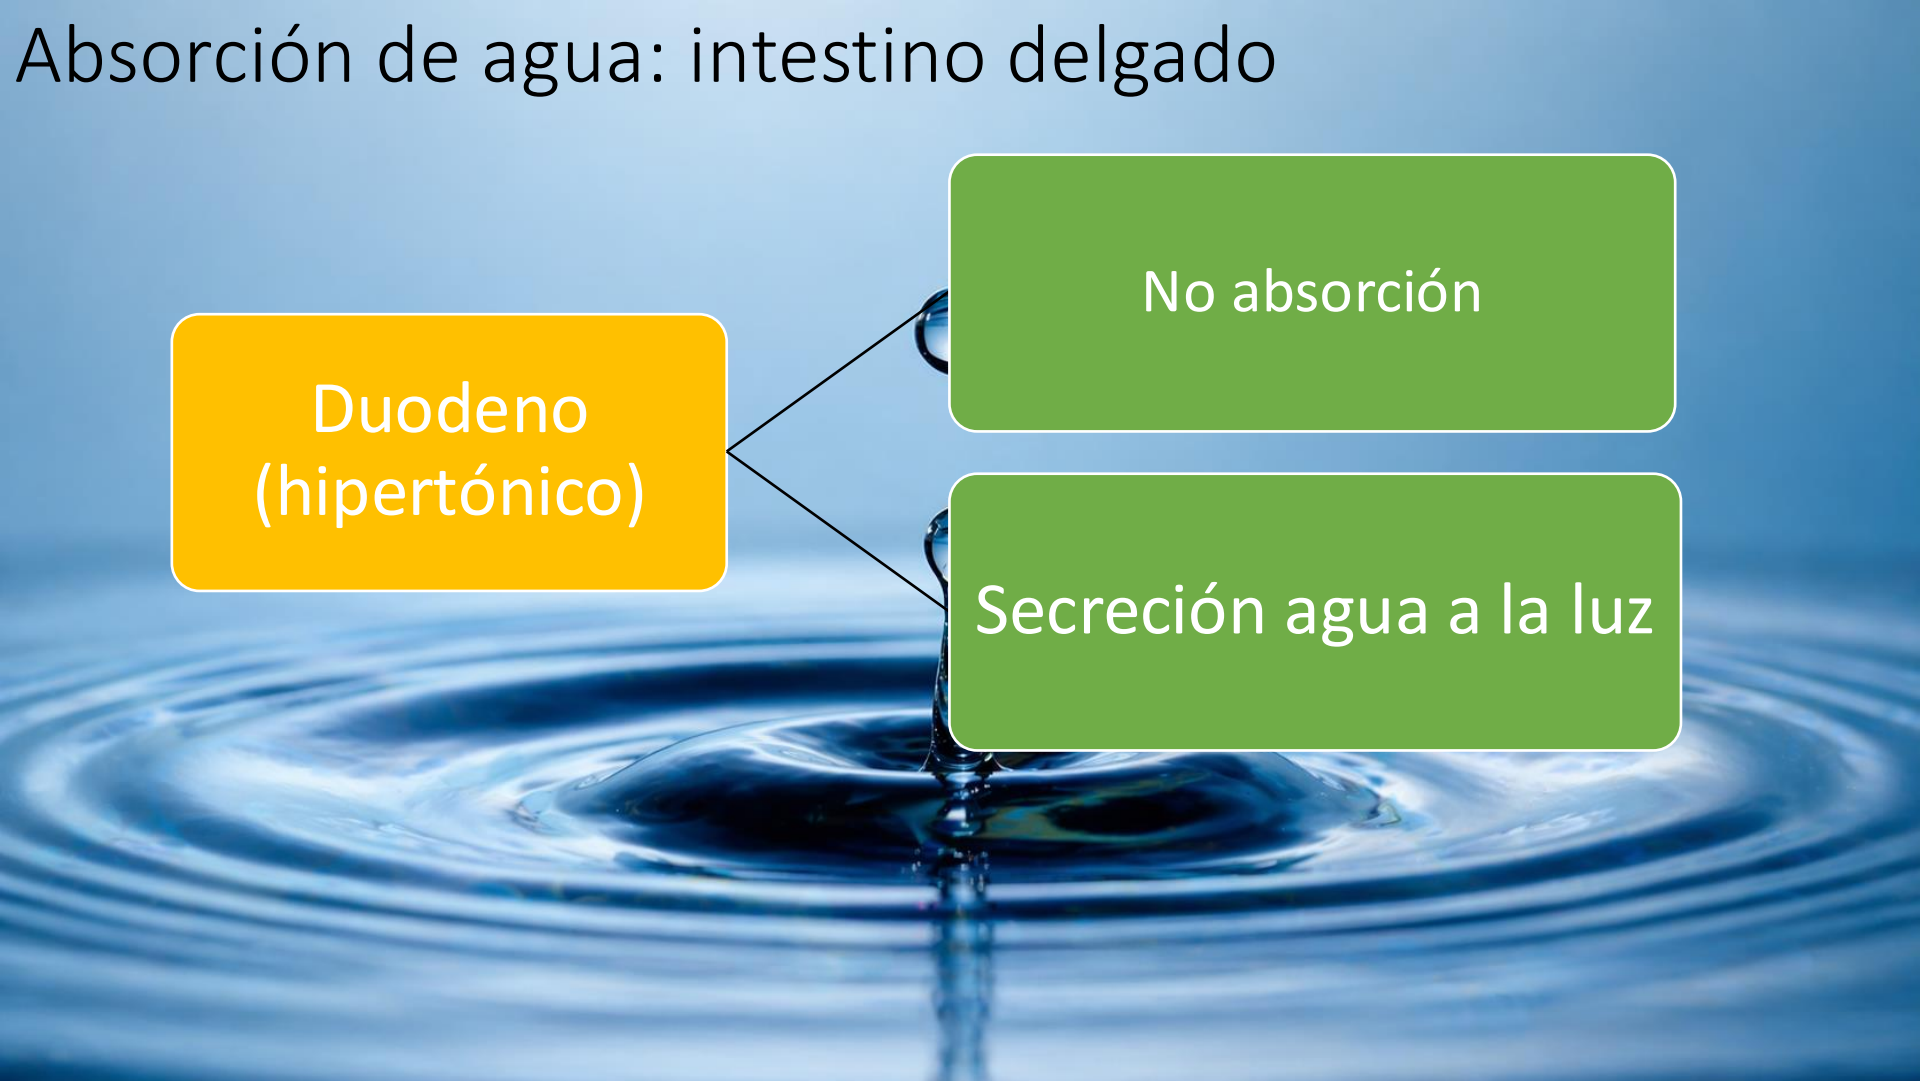 Absorción de agua: intestino delgado
No absorción
Duodeno
(hipertónico)
Secreción agua a la luz